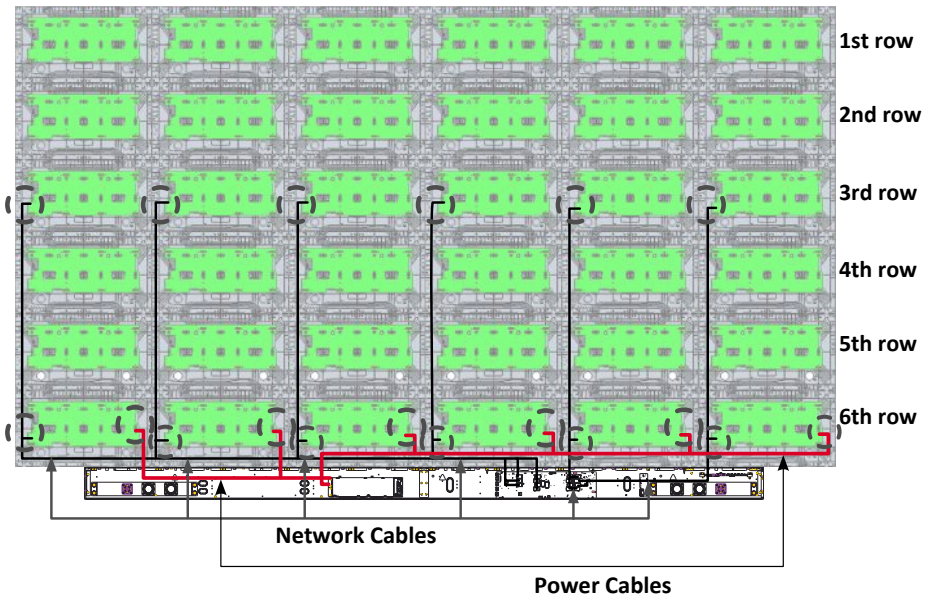 1st row
2nd row
3rd row
4th row
5th row
6th row
Network Cables
Power Cables